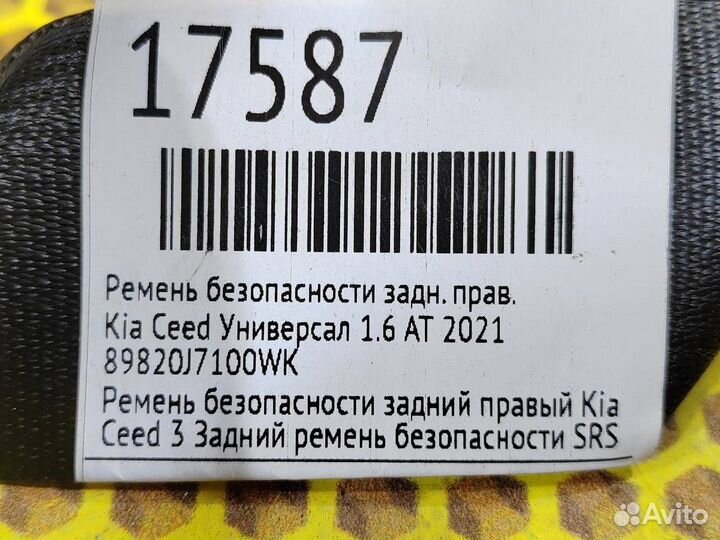 17587
Ремень безопасности задн. прав.
Kia Ceed Универсал 1.6 AT 2021
89820J7100WK
Ремень безопасности задний правый Kia
Ceed 3 Задний ремень безопасности SRS
Avito